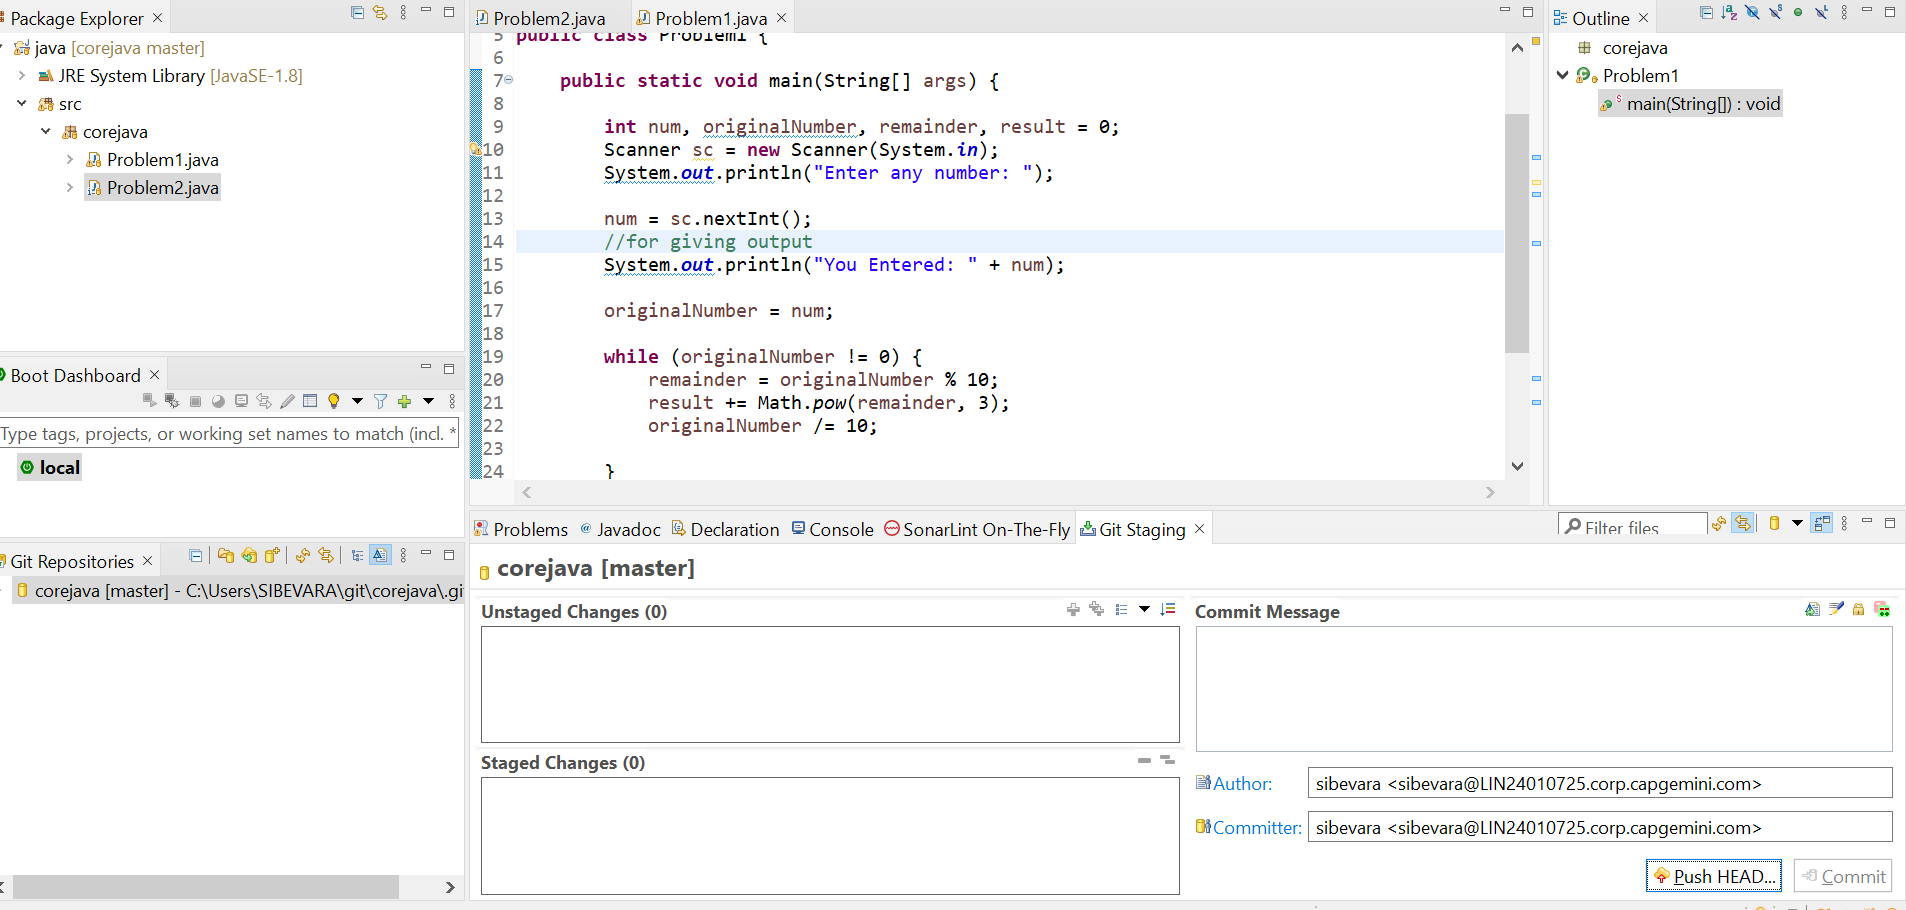 Package Explorer
java [corejava master]
JRE System Library [JavaSE-1.8]
src
corejava
Problem1.java
Problem2.java
Boot Dashboard
Type tags, projects, or working set names to match (incl. *
local
Git Repositories
corejava [master] - C:\Users\SIBEVARA\git\corejava\.gi
Problem2.java Problem1.java
5 public class Problem1 {
6
7 public static void main(String[] args) {
8
9 int num, originalNumber, remainder, result = 0;
10 Scanner sc = new Scanner(System.in);
11 System.out.println("Enter any number: ");
12
13 num = sc.nextInt();
14 //for giving output
15 System.out.println("You Entered: " + num);
16
17 originalNumber = num;
18
19 while (originalNumber != 0) {
20 remainder = originalNumber % 10;
21 result += Math.pow(remainder, 3);
22 originalNumber /= 10;
23
24 }
Outline
corejava
Problem1
main(String[]) : void
Problems @ Javadoc Declaration Console SonarLint On-The-Fly Git Staging
Filter files
corejava [master]
Unstaged Changes (0)
Staged Changes (0)
Commit Message
Author: sibevara <sibevara@LIN24010725.corp.capgemini.com>
Committer: sibevara <sibevara@LIN24010725.corp.capgemini.com>
Push HEAD... Commit